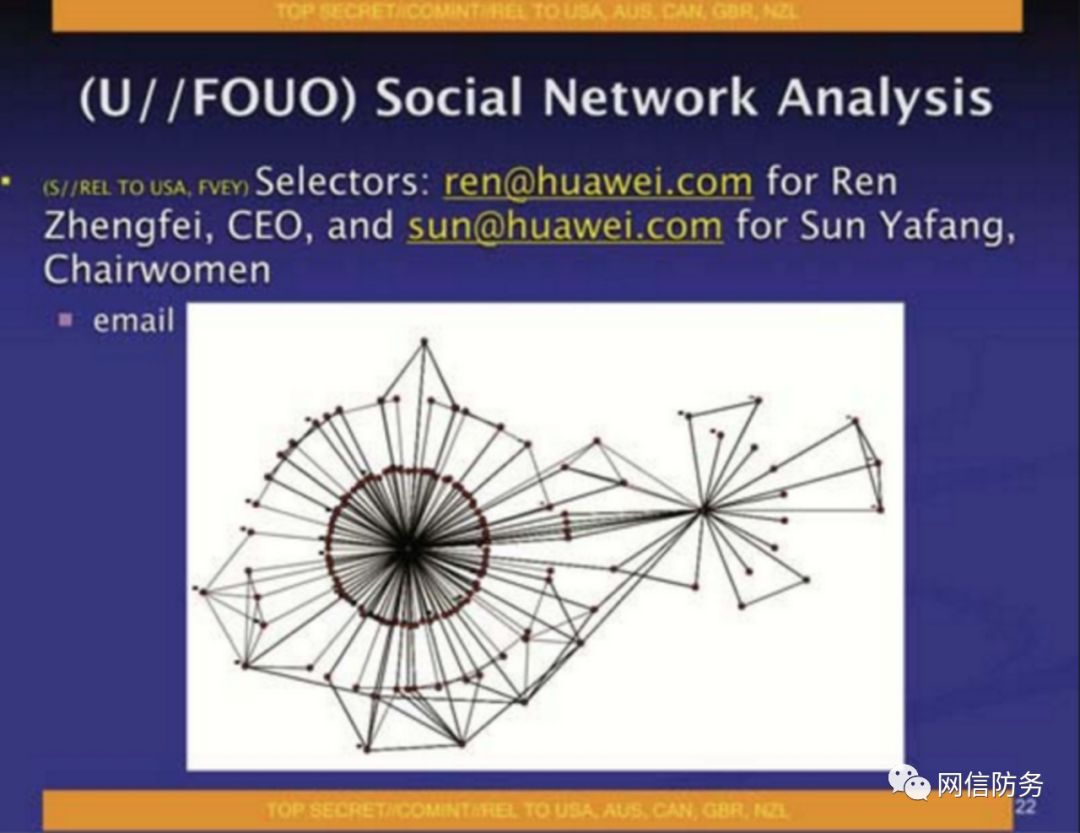 TOP SECRET//COMINT//REL TO USA, AUS, CAN, GBR, NZL
(U//FOUO) Social Network Analysis
(S//REL TO USA, FVEY) Selectors: ren@huawei.com for Ren
Zhengfei, CEO, and sun@huawei.com for Sun Yafang,
Chairwomen
email
网信防务
TOP SECRET//COMINT//REL TO USA, AUS, CAN, GBR, NZL
22